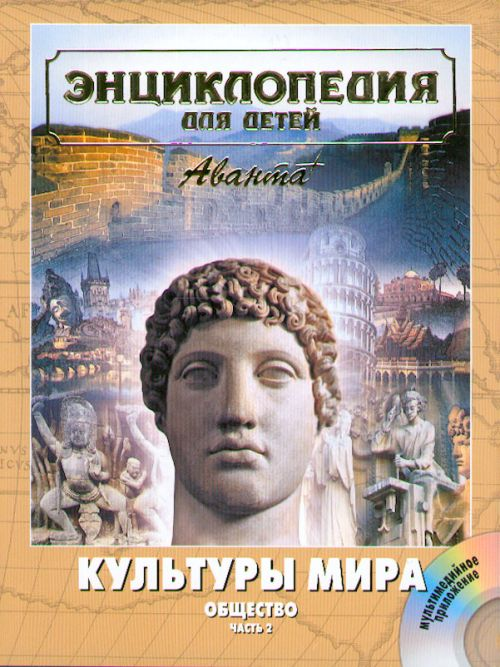 ЭНЦИКЛОПЕДИЯ
ДЛЯ ДЕТЕЙ
Аванта+
КУЛЬТУРЫ МИРА
ОБЩЕСТВО
ЧАСТЬ 2
мультимедийное
приложение